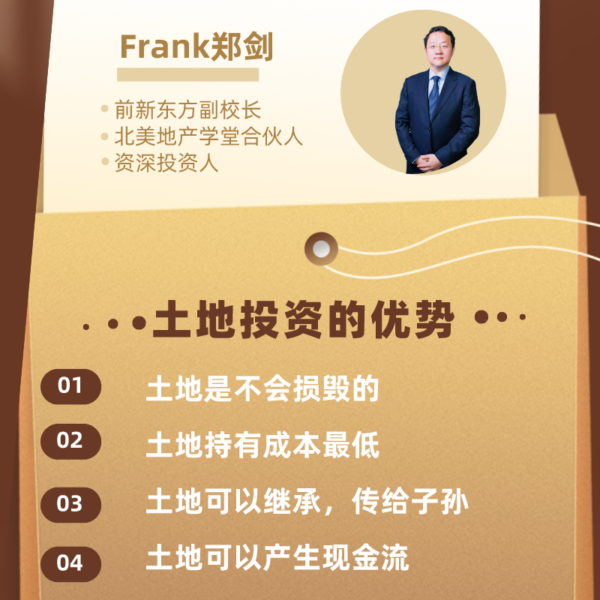 Frank郑剑
前新东方副校长
北美地产学堂合伙人
资深投资人
土地投资的优势
01 土地是不会损毁的
02 土地持有成本最低
03 土地可以继承，传给子孙
04 土地可以产生现金流